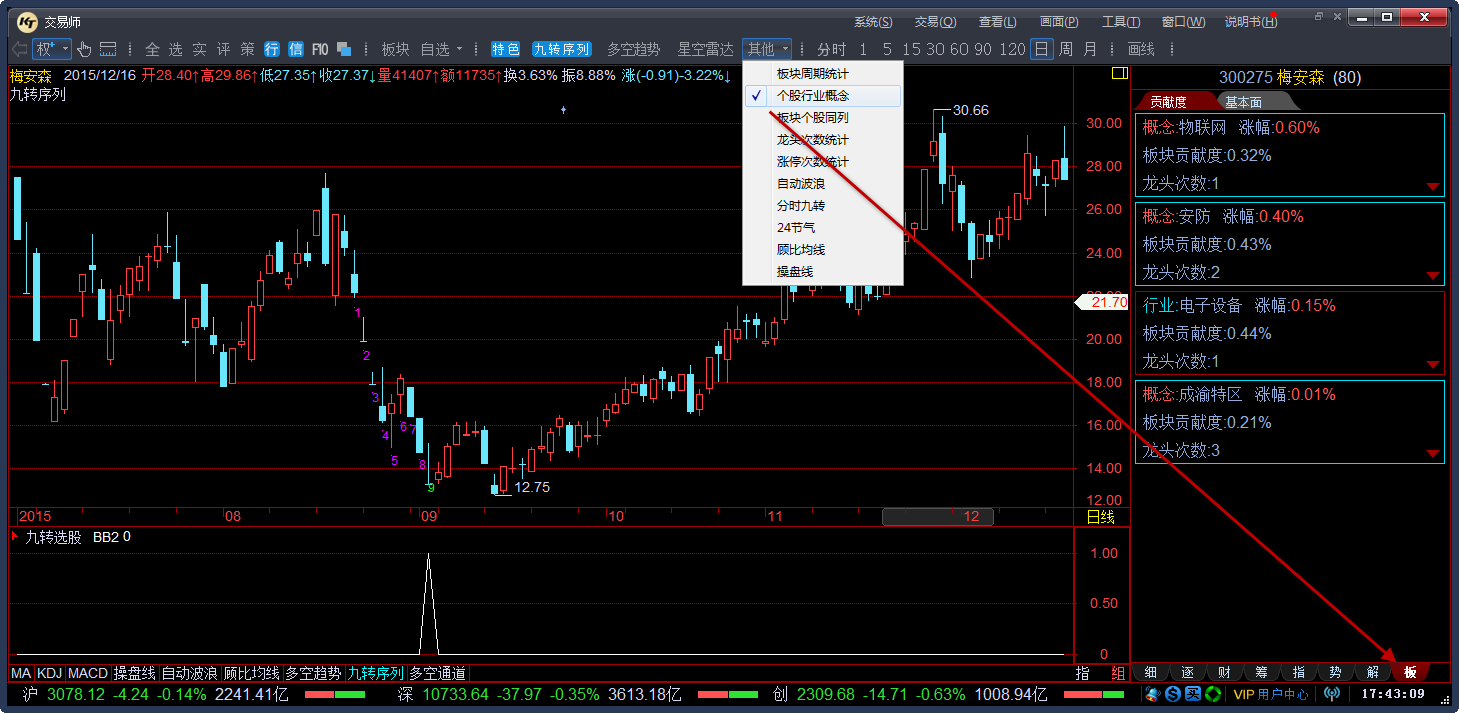 交易师
系统(S) 交易(Q) 查看(L) 画面(P) 工具(T) 窗口(W) 说明书(H)
权 全 选 实 评 策 行 信 F10 板块 自选 特色 九转序列 多空趋势 星空雷达 其他 分时 1 5 15 30 60 90 120 日 周 月 画线
梅安森 2015/12/16 开28.40↑高29.86↑低27.35↑收27.37↓量41407↑额11735↑换3.63% 振8.88% 涨(-0.91)-3.22%↓
九转序列
板块周期统计
✓ 个股行业概念
板块个股同列
龙头次数统计
涨停次数统计
自动波浪
分时九转
24节气
顾比均线
操盘线
30.66
30.00
28.00
26.00
24.00
21.70
20.00
18.00
16.00
14.00
12.00
1
2
3
4
5
6
7
8
9
12.75
2015 08 09 10 11 12 日线
九转选股 BB2 0
1.00
0.50
0
300275 梅安森 (80)
贡献度 基本面
概念:物联网 涨幅:0.60%
板块贡献度:0.32%
龙头次数:1
概念:安防 涨幅:0.40%
板块贡献度:0.43%
龙头次数:2
行业:电子设备 涨幅:0.15%
板块贡献度:0.44%
龙头次数:1
概念:成渝特区 涨幅:0.01%
板块贡献度:0.21%
龙头次数:3
MA KDJ MACD 操盘线 自动波浪 顾比均线 多空趋势 九转序列 多空通道 指 组
细 逐 财 筹 指 势 解 板
沪 3078.12 -4.24 -0.14% 2241.41亿 深 10733.64 -37.97 -0.35% 3613.18亿 创 2309.68 -14.71 -0.63% 1008.94亿
买 VIP 用户中心 17:43:09